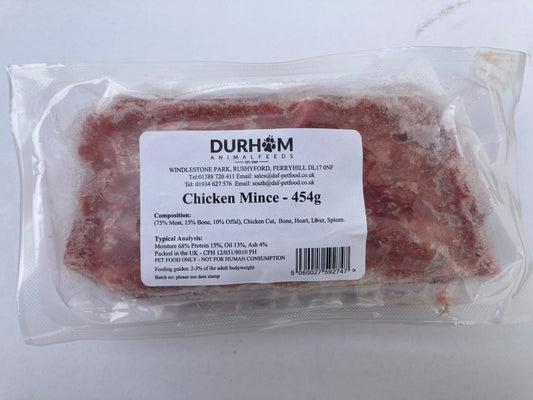 DURHAM
ANIMALFEEDS
WINDLESTONE PARK, RUSHYFORD, FERRYHILL DL17 0NF
Tel:01388 720 411 Email: sales@daf-petfood.co.uk
Tel: 01934 627 576 Email: south@daf-petfood.co.uk
Chicken Mince - 454g
Composition:
(75% Meat, 15% Bone, 10% Offal), Chicken Cut, Bone, Heart, Liver, Spleen.
Typical Analysis:
Moisture 68% Protein 15%, Oil 13%, Ash 4%
Packed in the UK - CPH 12/031/8010 PH
PET FOOD ONLY - NOT FOR HUMAN CONSUMPTION
Feeding guides: 2-3% of the adult bodyweight
Batch no: please see date stamp
5 060027 592747 >